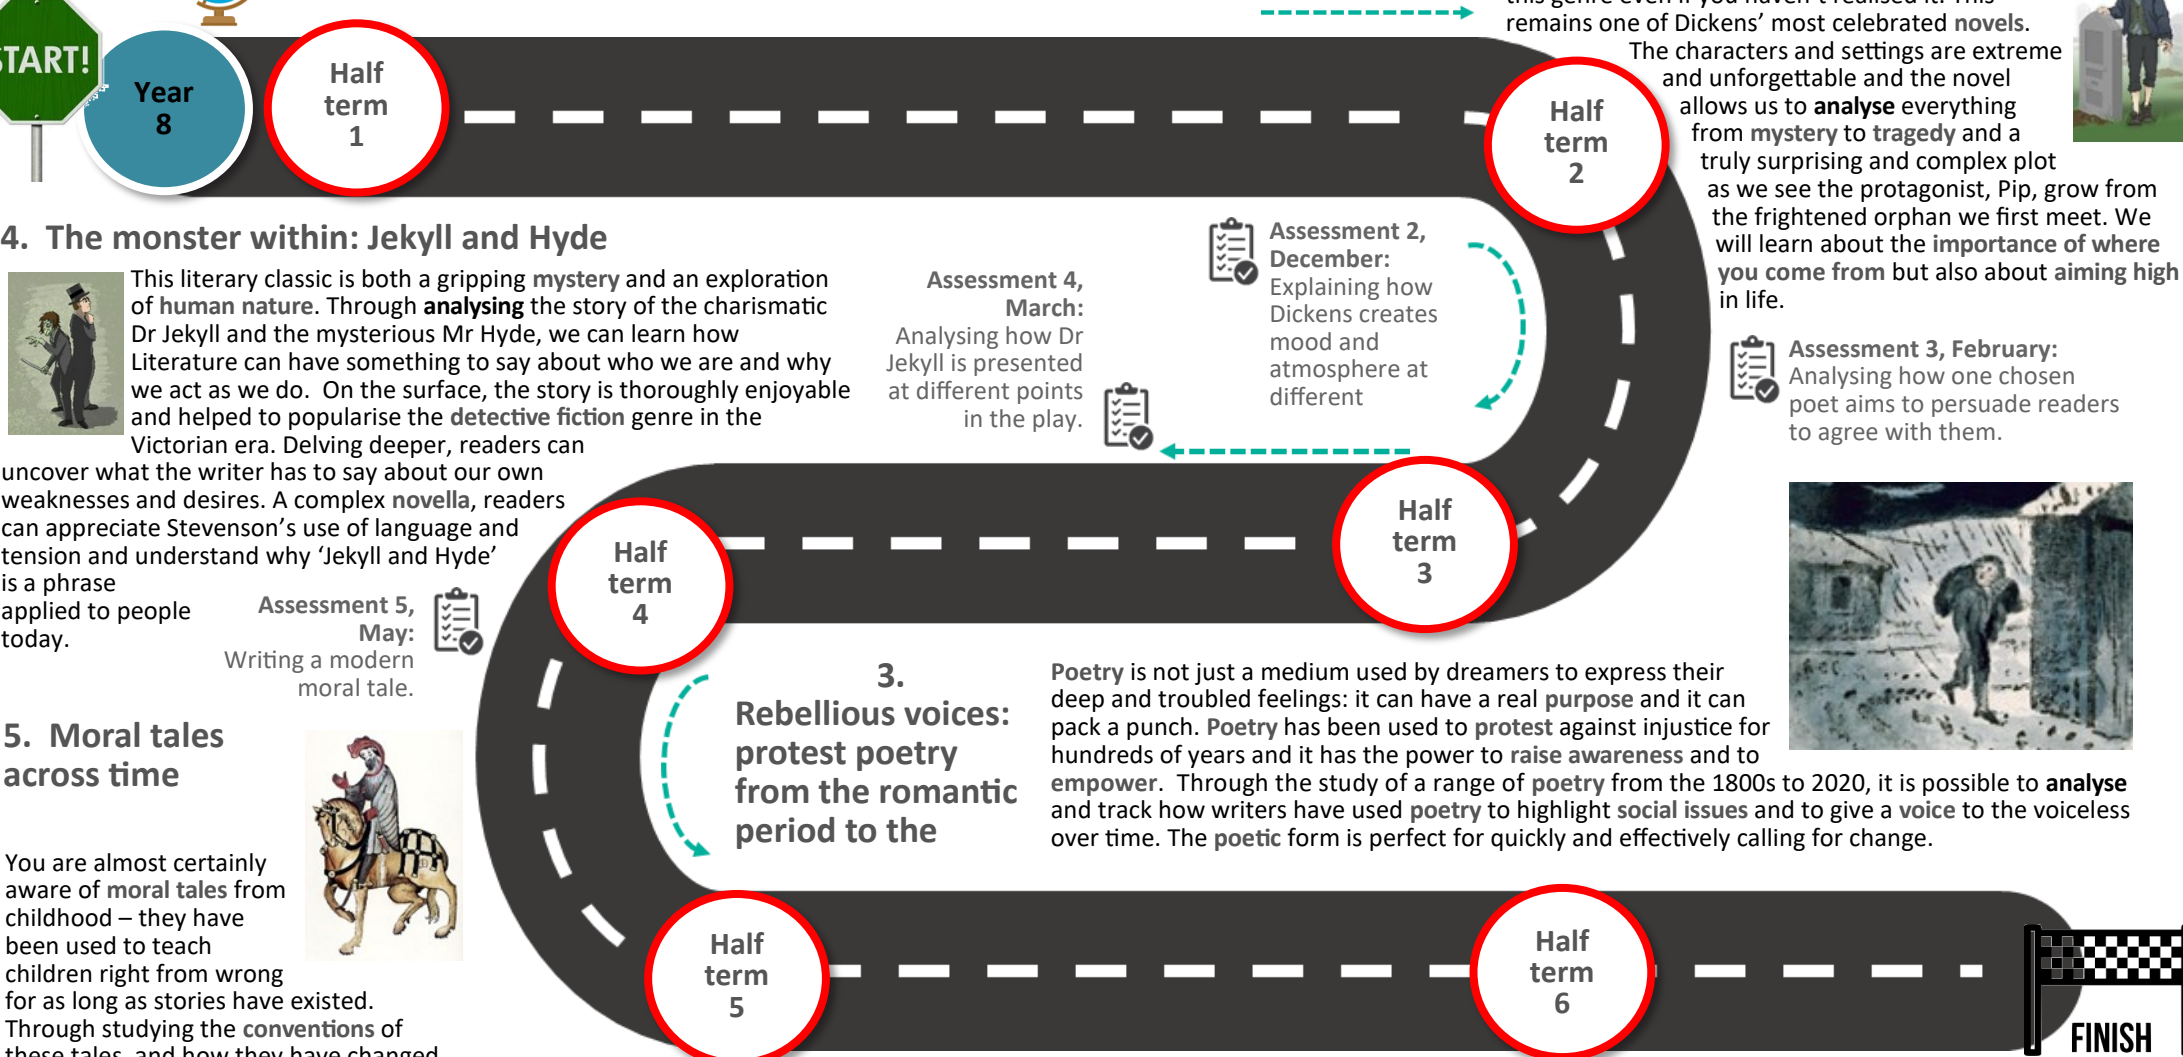 START!
Year
8
Half
term
1
Half
term
2
remains one of Dickens’ most celebrated novels.
The characters and settings are extreme
and unforgettable and the novel
allows us to analyse everything
from mystery to tragedy and a
truly surprising and complex plot
as we see the protagonist, Pip, grow from
the frightened orphan we first meet. We
will learn about the importance of where
you come from but also about aiming high
in life.
4. The monster within: Jekyll and Hyde
This literary classic is both a gripping mystery and an exploration
of human nature. Through analysing the story of the charismatic
Dr Jekyll and the mysterious Mr Hyde, we can learn how
Literature can have something to say about who we are and why
we act as we do. On the surface, the story is thoroughly enjoyable
and helped to popularise the detective fiction genre in the
Victorian era. Delving deeper, readers can
uncover what the writer has to say about our own
weaknesses and desires. A complex novella, readers
can appreciate Stevenson’s use of language and
tension and understand why ‘Jekyll and Hyde’
is a phrase
applied to people
today.
Assessment 4,
March:
Analysing how Dr
Jekyll is presented
at different points
in the play.
Assessment 2,
December:
Explaining how
Dickens creates
mood and
atmosphere at
different
Assessment 3, February:
Analysing how one chosen
poet aims to persuade readers
to agree with them.
Half
term
3
Half
term
4
Assessment 5,
May:
Writing a modern
moral tale.
3.
Rebellious voices:
protest poetry
from the romantic
period to the
Poetry is not just a medium used by dreamers to express their
deep and troubled feelings: it can have a real purpose and it can
pack a punch. Poetry has been used to protest against injustice for
hundreds of years and it has the power to raise awareness and to
empower. Through the study of a range of poetry from the 1800s to 2020, it is possible to analyse
and track how writers have used poetry to highlight social issues and to give a voice to the voiceless
over time. The poetic form is perfect for quickly and effectively calling for change.
5. Moral tales
across time
You are almost certainly
aware of moral tales from
childhood – they have
been used to teach
children right from wrong
for as long as stories have existed.
Through studying the conventions of
these tales, and how they have changed
Half
term
5
Half
term
6
FINISH